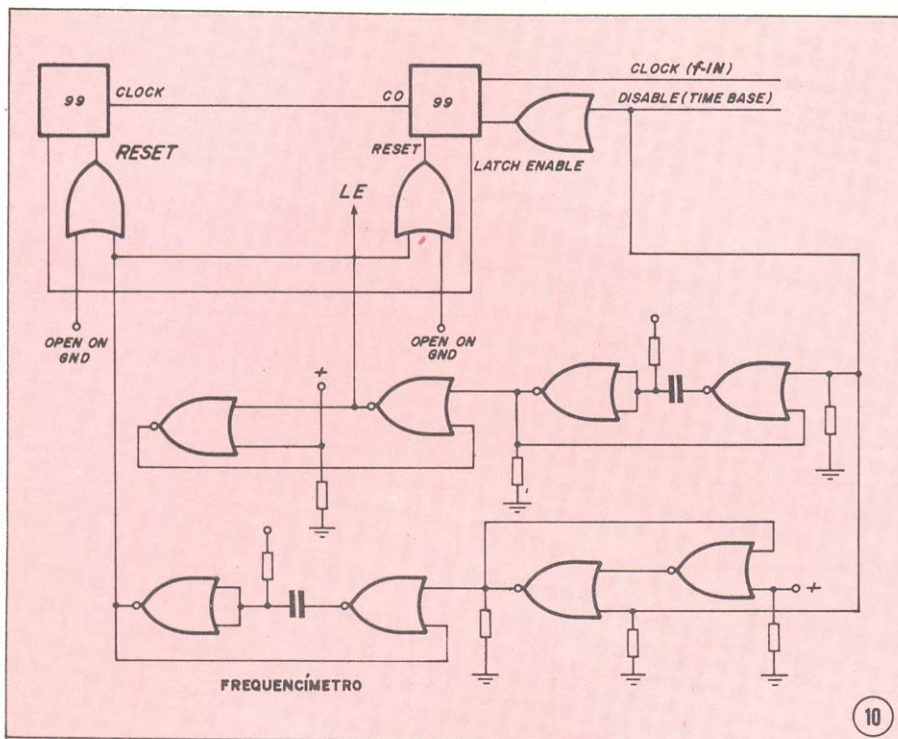 CLOCK (f-IN)
99
CLOCK
CO
99
DISABLE (TIME BASE)
RESET
RESET
LATCH ENABLE
LE
OPEN ON
GND
OPEN ON
GND
+
+
FREQUENCÍMETRO
10